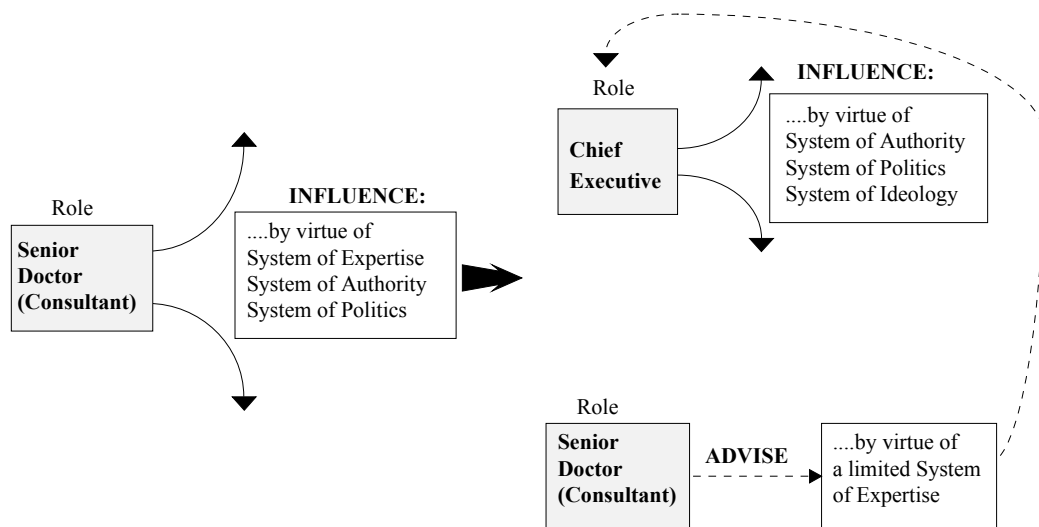 Role
Senior
Doctor
(Consultant)
INFLUENCE:
....by virtue of
System of Expertise
System of Authority
System of Politics
Role
Chief
Executive
INFLUENCE:
....by virtue of
System of Authority
System of Politics
System of Ideology
Role
Senior
Doctor
(Consultant)
ADVISE
....by virtue of
a limited System
of Expertise